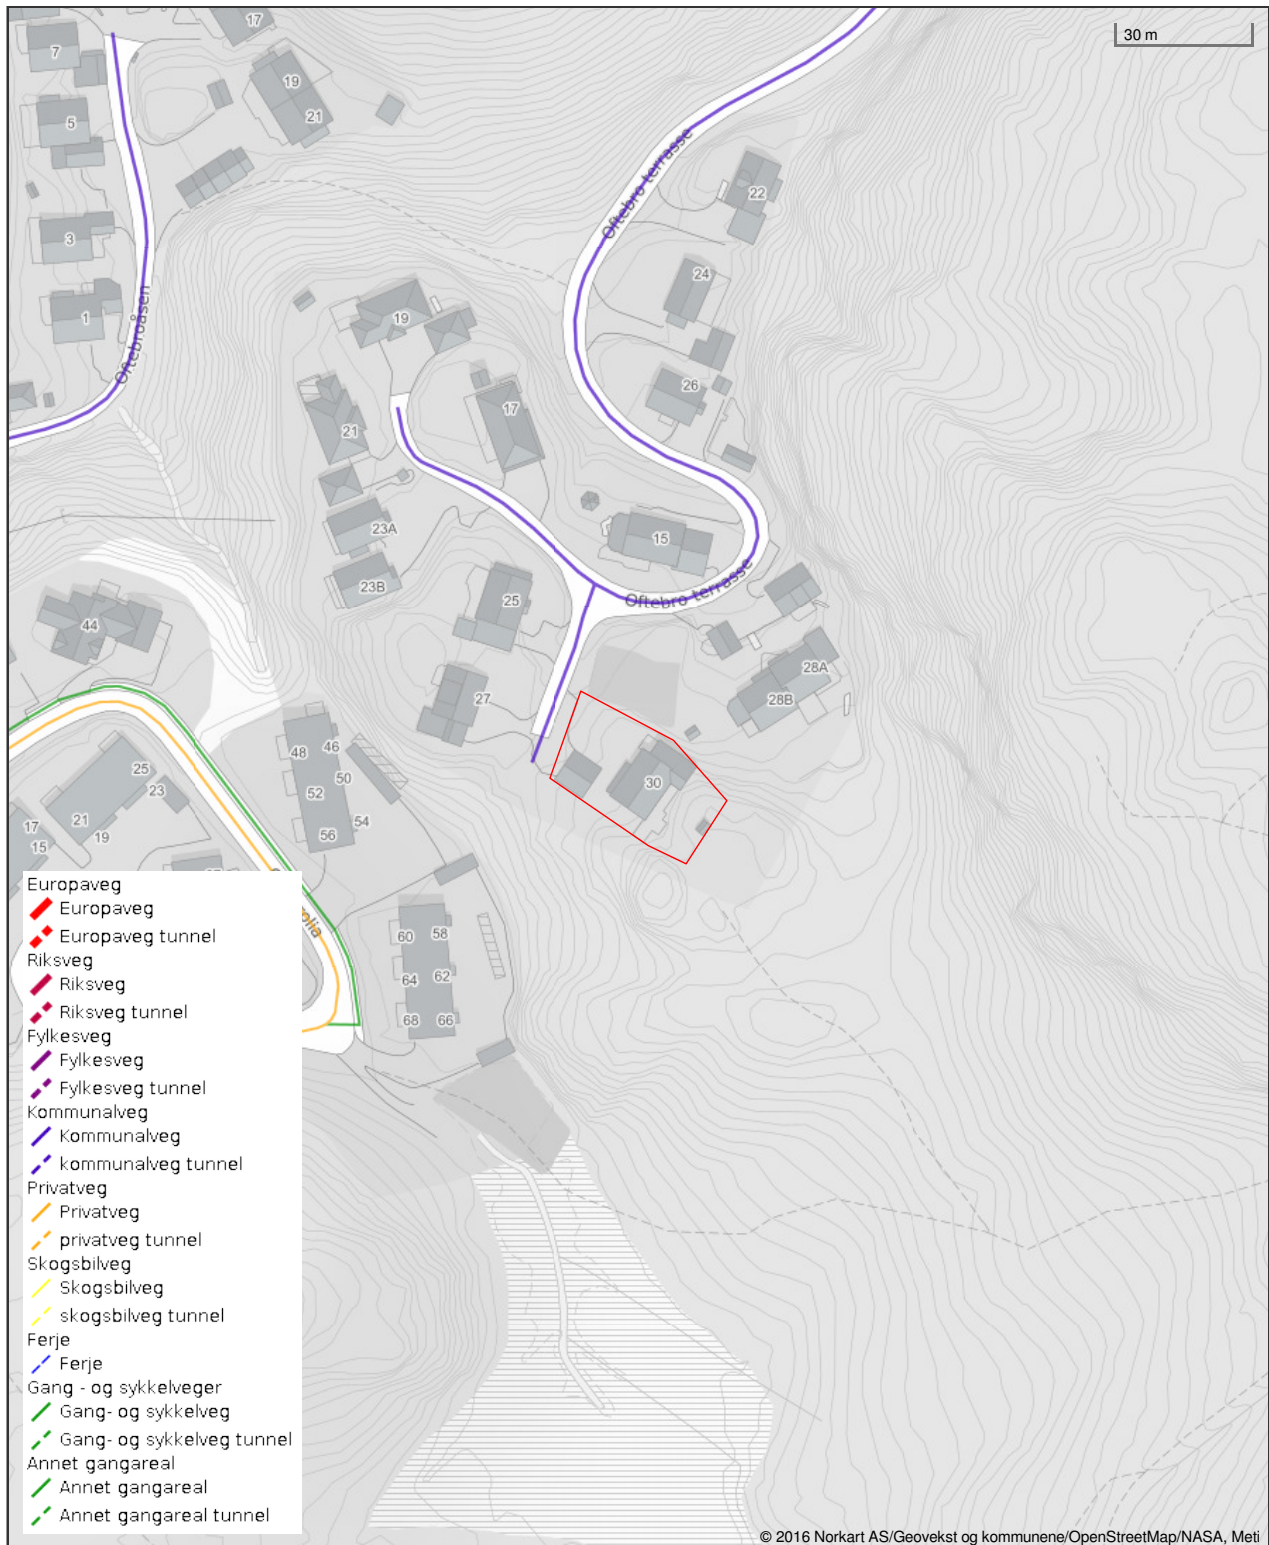 17
30 m
7
19
21
5
Oftebro terrasse
22
3
24
1
Oftebroåsen
19
26
21
17
23A
15
23B
25
Oftebro terrasse
44
28A
27
28B
48
46
25
50
30
23
52
17
21
54
15
19
56
60
58
64
62
68
66
Europaveg
Europaveg
Europaveg tunnel
Riksveg
Riksveg
Riksveg tunnel
Fylkesveg
Fylkesveg
Fylkesveg tunnel
Kommunalveg
Kommunalveg
kommunalveg tunnel
Privatveg
Privatveg
privatveg tunnel
Skogsbilveg
Skogsbilveg
skogsbilveg tunnel
Ferje
Ferje
Gang - og sykkelveger
Gang- og sykkelveg
Gang- og sykkelveg tunnel
Annet gangareal
Annet gangareal
Annet gangareal tunnel
© 2016 Norkart AS/Geovekst og kommunene/OpenStreetMap/NASA, Meti